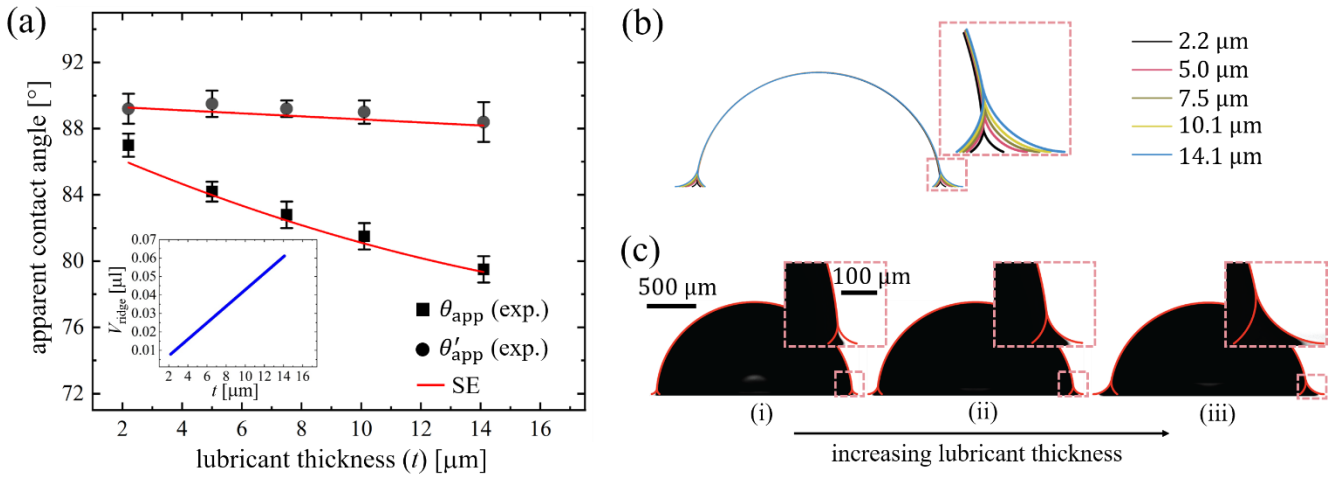 (a)
apparent contact angle [°]
92
88
84
80
76
72
2
4
6
8
10
12
14
16
lubricant thickness (t) [μm]
V_ridge [μl]
0.07
0.06
0.05
0.04
0.03
0.02
0.01
2 4 6 8 10 12 14 16
t [μm]
θ_app (exp.)
θ′_app (exp.)
SE
(b)
2.2 μm
5.0 μm
7.5 μm
10.1 μm
14.1 μm
(c)
500 μm
100 μm
(i)
(ii)
(iii)
increasing lubricant thickness